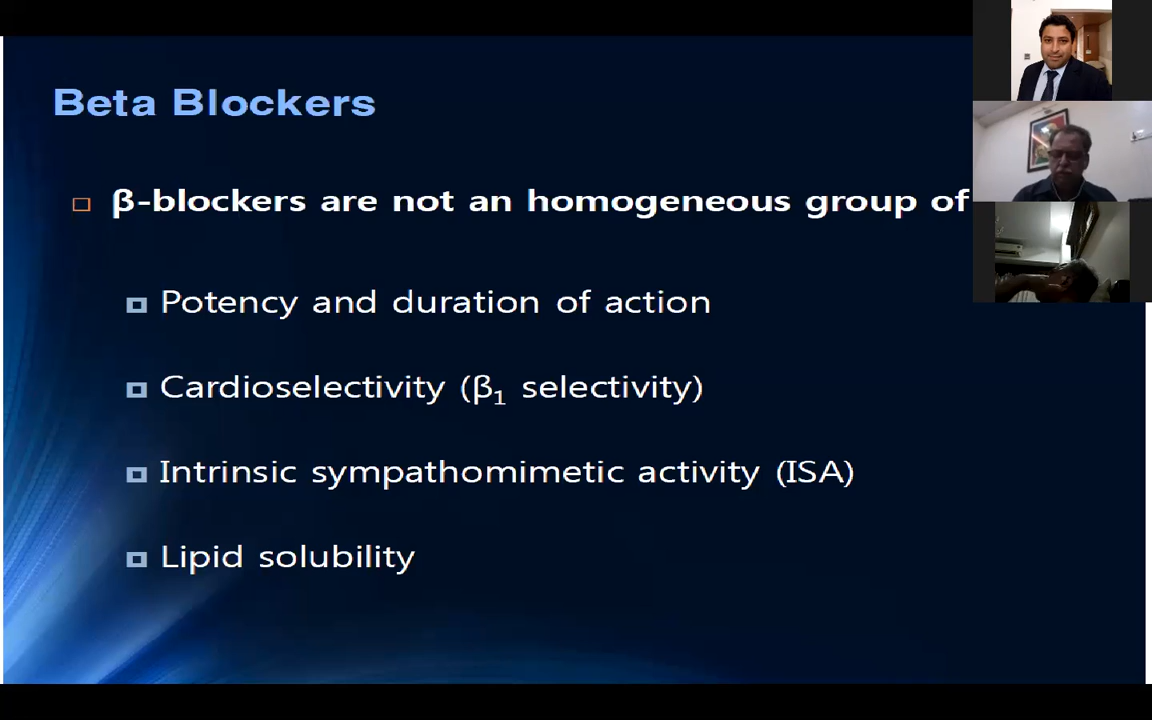 Beta Blockers
β-blockers are not an homogeneous group of
Potency and duration of action
Cardioselectivity (β₁ selectivity)
Intrinsic sympathomimetic activity (ISA)
Lipid solubility